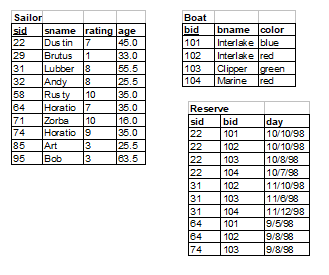 Sailor
sid sname rating age
22 Dustin 7 45.0
29 Brutus 1 33.0
31 Lubber 8 55.5
32 Andy 8 25.5
58 Rusty 10 35.0
64 Horatio 7 35.0
71 Zorba 10 16.0
74 Horatio 9 35.0
85 Art 3 25.5
95 Bob 3 63.5
Boat
bid bname color
101 Interlake blue
102 Interlake red
103 Clipper green
104 Marine red
Reserve
sid bid day
22 101 10/10/98
22 102 10/10/98
22 103 10/8/98
22 104 10/7/98
31 102 11/10/98
31 103 11/6/98
31 104 11/12/98
64 101 9/5/98
64 102 9/8/98
74 103 9/8/98